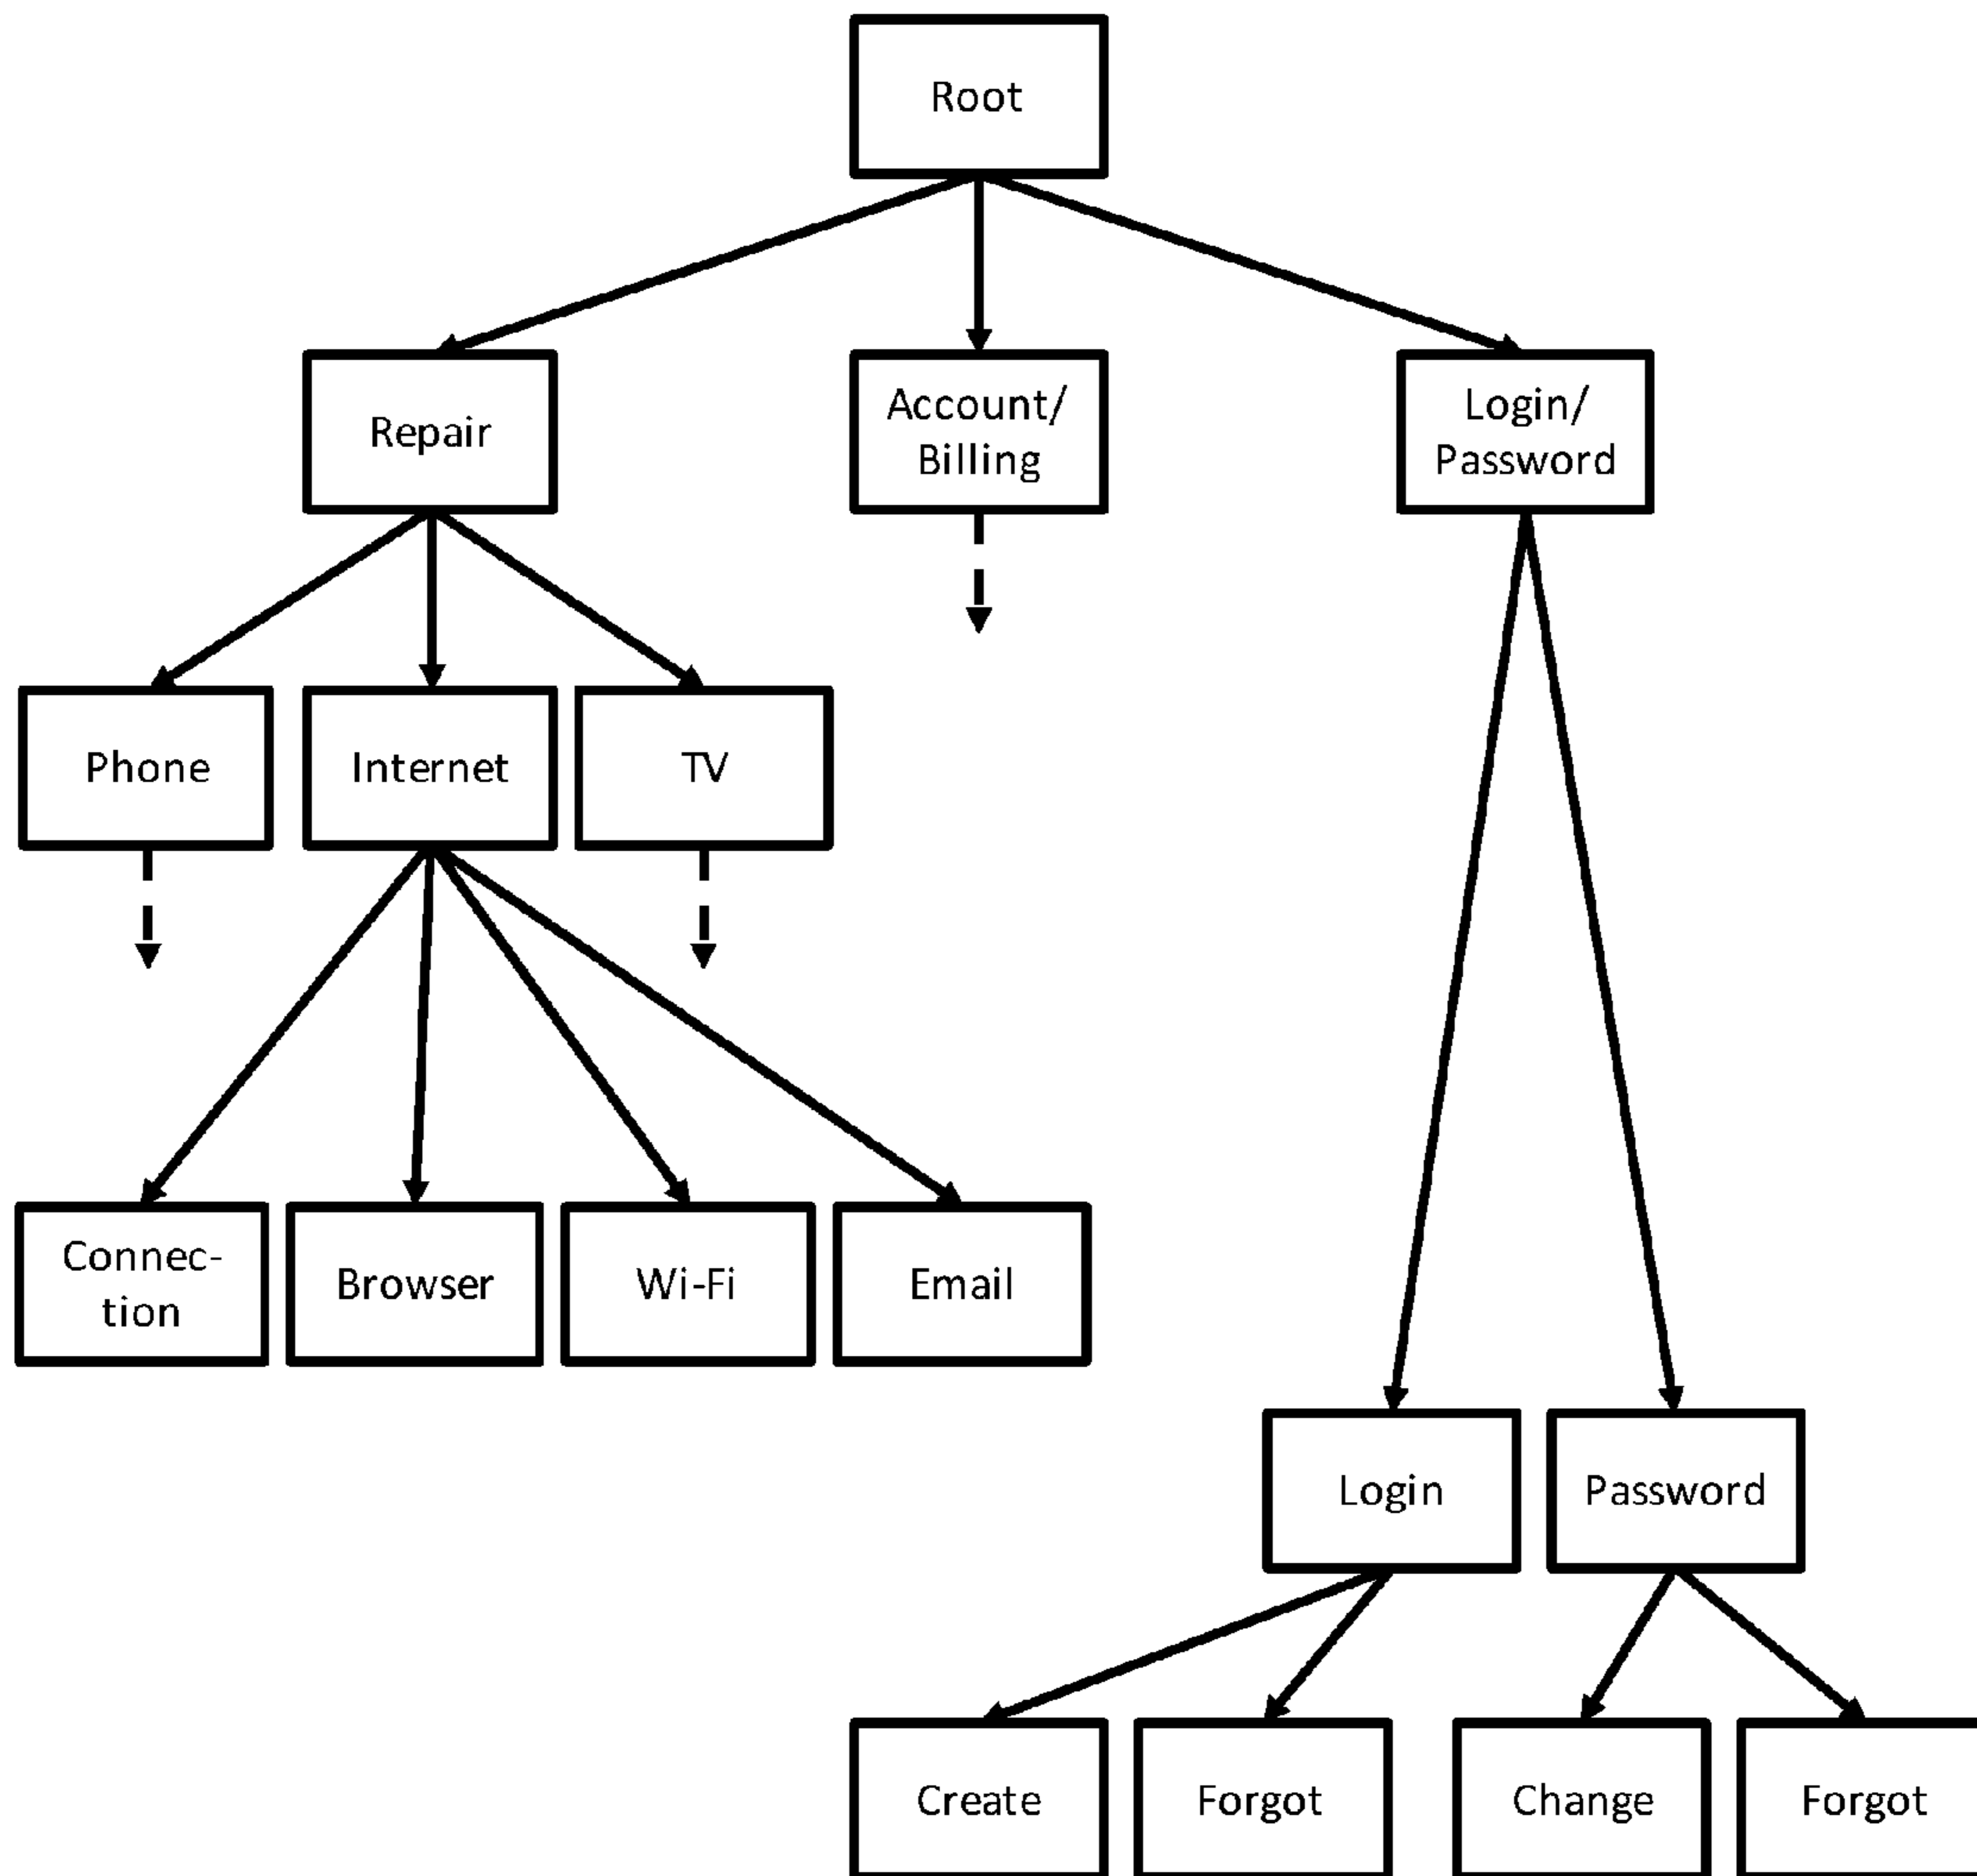 Root
Repair
Account/
Billing
Login/
Password
Phone
Internet
TV
Connec-
tion
Browser
Wi-Fi
Email
Login
Password
Create
Forgot
Change
Forgot